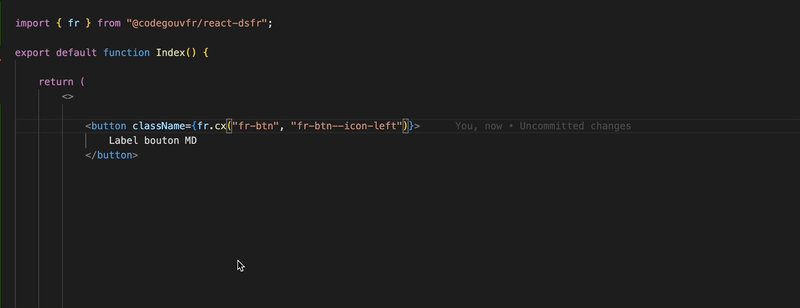 import { fr } from "@codegouvfr/react-dsfr";
export default function Index() {
return (
<>
<button className={fr.cx("fr-btn", "fr-btn--icon-left")}> You, now • Uncommitted changes
Label bouton MD
</button>